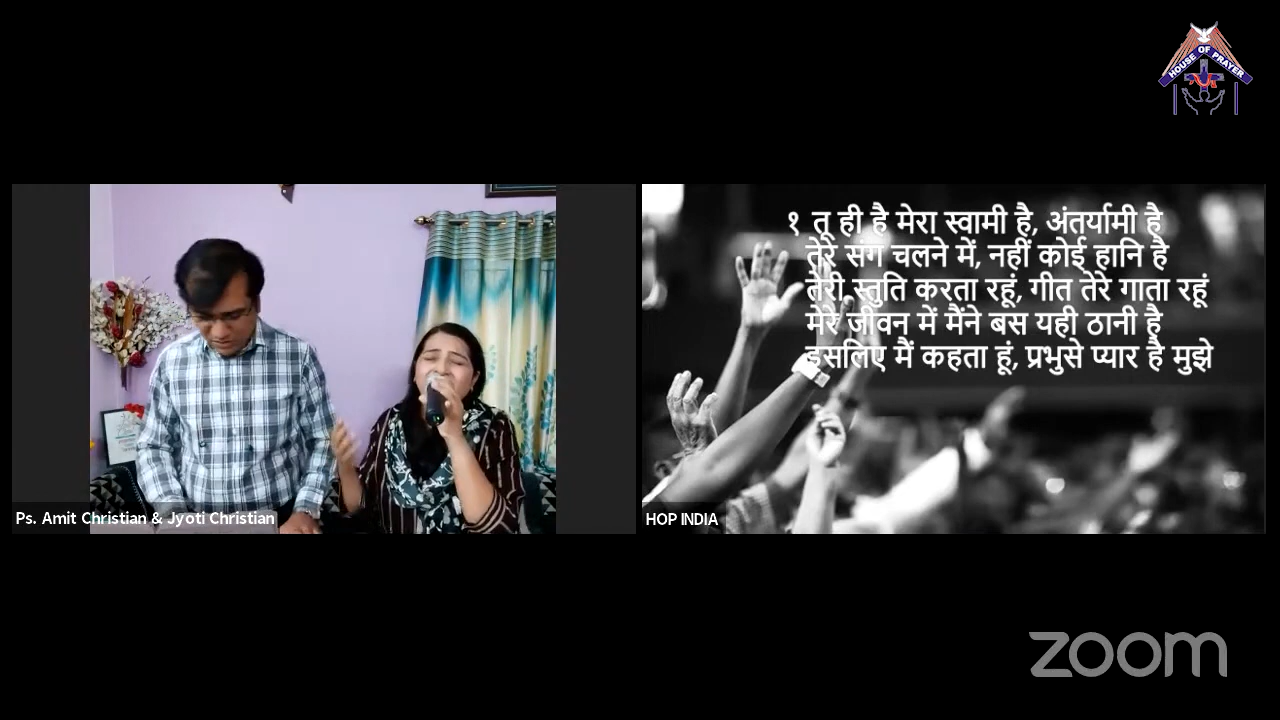 HOUSE OF PRAYER
१ तू ही है मेरा स्वामी है, अंतर्यामी है
तेरे संग चलने में, नहीं कोई हानि है
तेरी स्तुति करता रहूं, गीत तेरे गाता रहूं
मेरे जीवन में मैंने बस यही ठानी है
इसलिए मैं कहता हूं, प्रभुसे प्यार है मुझे
Ps. Amit Christian & Jyoti Christian
HOP INDIA
zoom